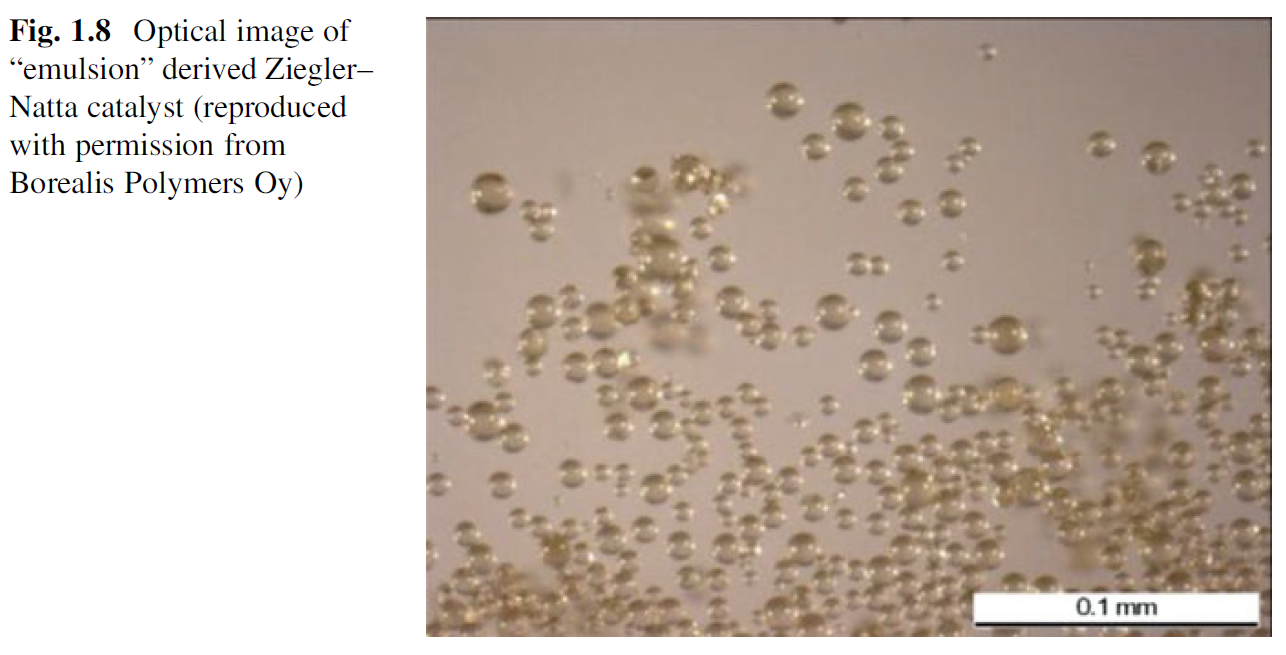 Fig. 1.8 Optical image of
“emulsion” derived Ziegler–
Natta catalyst (reproduced
with permission from
Borealis Polymers Oy)
0.1 mm